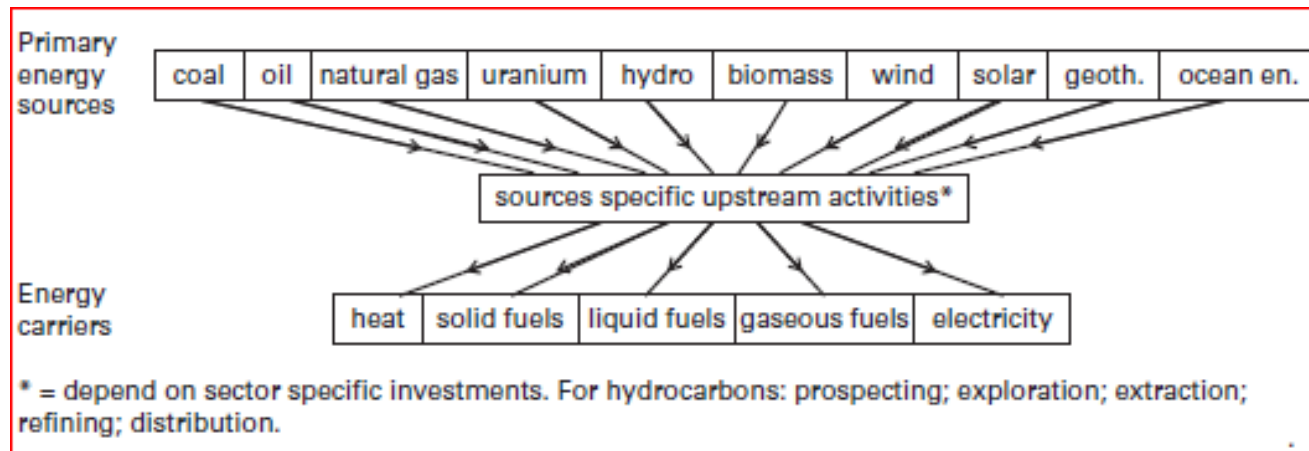 Primary
energy
sources
coal oil natural gas uranium hydro biomass wind solar geoth. ocean en.
sources specific upstream activities*
Energy
carriers
heat solid fuels liquid fuels gaseous fuels electricity
* = depend on sector specific investments. For hydrocarbons: prospecting; exploration; extraction;
refining; distribution.